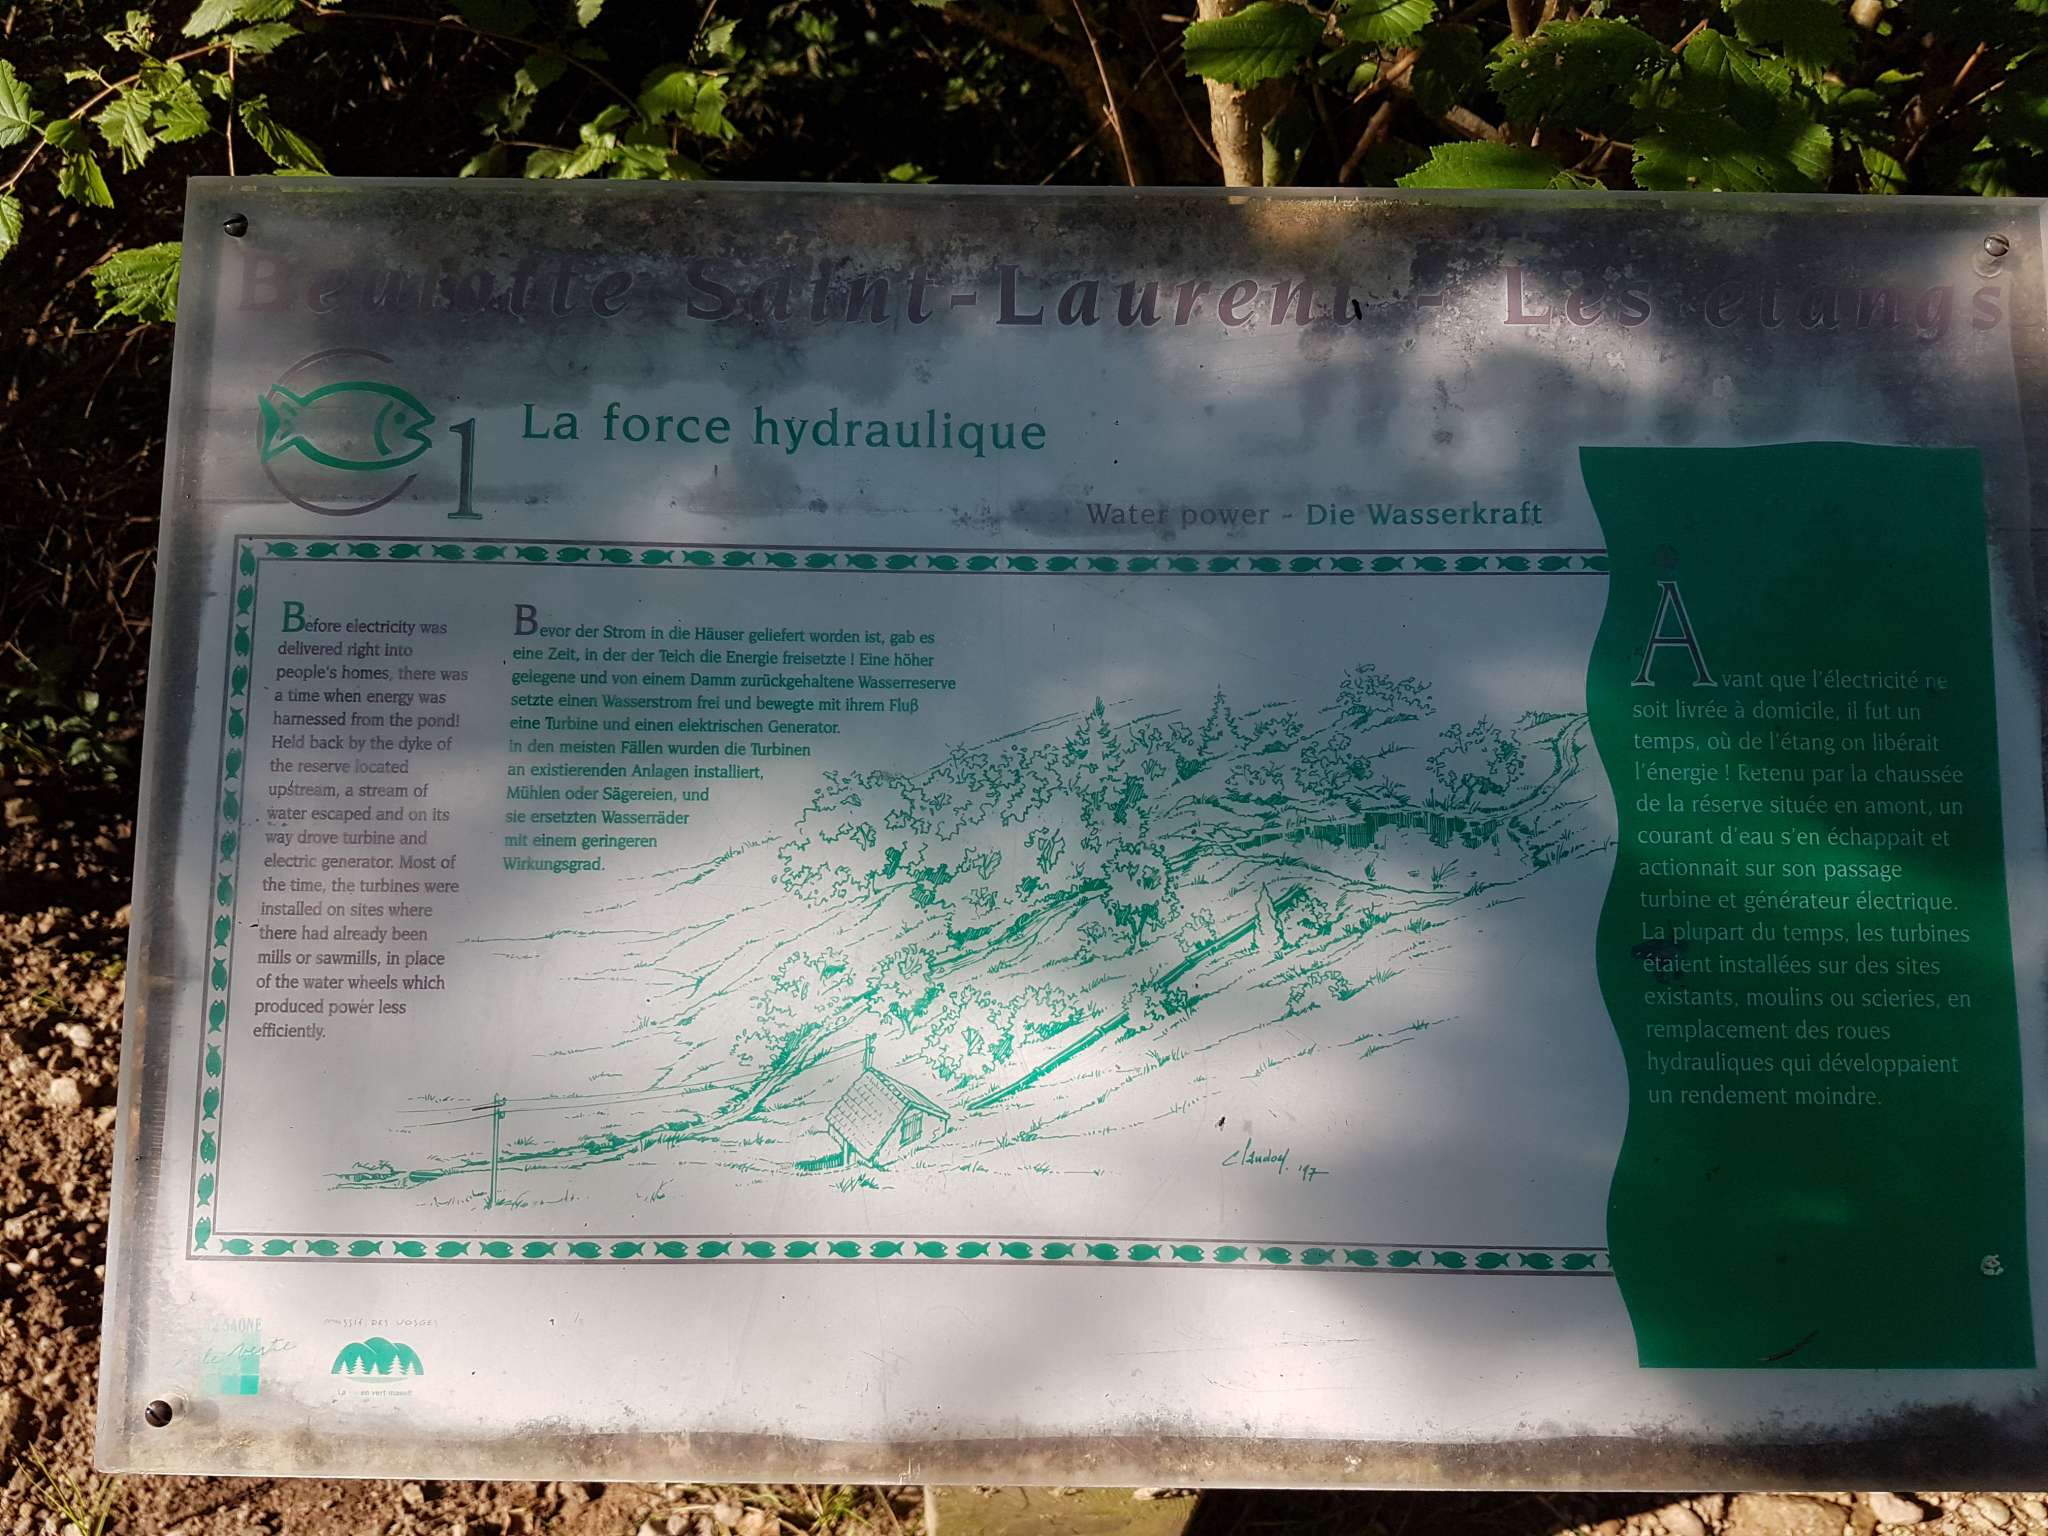 Beulotte Saint-Laurent - Les étangs
1
La force hydraulique
Water power - Die Wasserkraft
Before electricity was
delivered right into
people's homes, there was
a time when energy was
harnessed from the pond!
Held back by the dyke of
the reserve located
upstream, a stream of
water escaped and on its
way drove turbine and
electric generator. Most of
the time, the turbines were
installed on sites where
there had already been
mills or sawmills, in place
of the water wheels which
produced power less
efficiently.
Bevor der Strom in die Häuser geliefert worden ist, gab es
eine Zeit, in der der Teich die Energie freisetzte ! Eine höher
gelegene und von einem Damm zurückgehaltene Wasserreserve
setzte einen Wasserstrom frei und bewegte mit ihrem Fluß
eine Turbine und einen elektrischen Generator.
In den meisten Fällen wurden die Turbinen
an existierenden Anlagen installiert,
Mühlen oder Sägereien, und
sie ersetzten Wasserräder
mit einem geringeren
Wirkungsgrad.
Avant que l'électricité ne
soit livrée à domicile, il fut un
temps, où de l'étang on libérait
l'énergie ! Retenu par la chaussée
de la réserve située en amont, un
courant d'eau s'en échappait et
actionnait sur son passage
turbine et générateur électrique.
La plupart du temps, les turbines
étaient installées sur des sites
existants, moulins ou scieries, en
remplacement des roues
hydrauliques qui développaient
un rendement moindre.
'97
SAONE
MASSIF DES VOSGES
La en vert massif